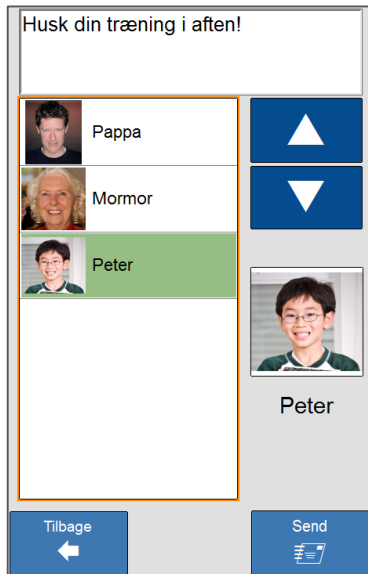 Husk din træning i aften!
Pappa
Mormor
Peter
Peter
Tilbage
Send